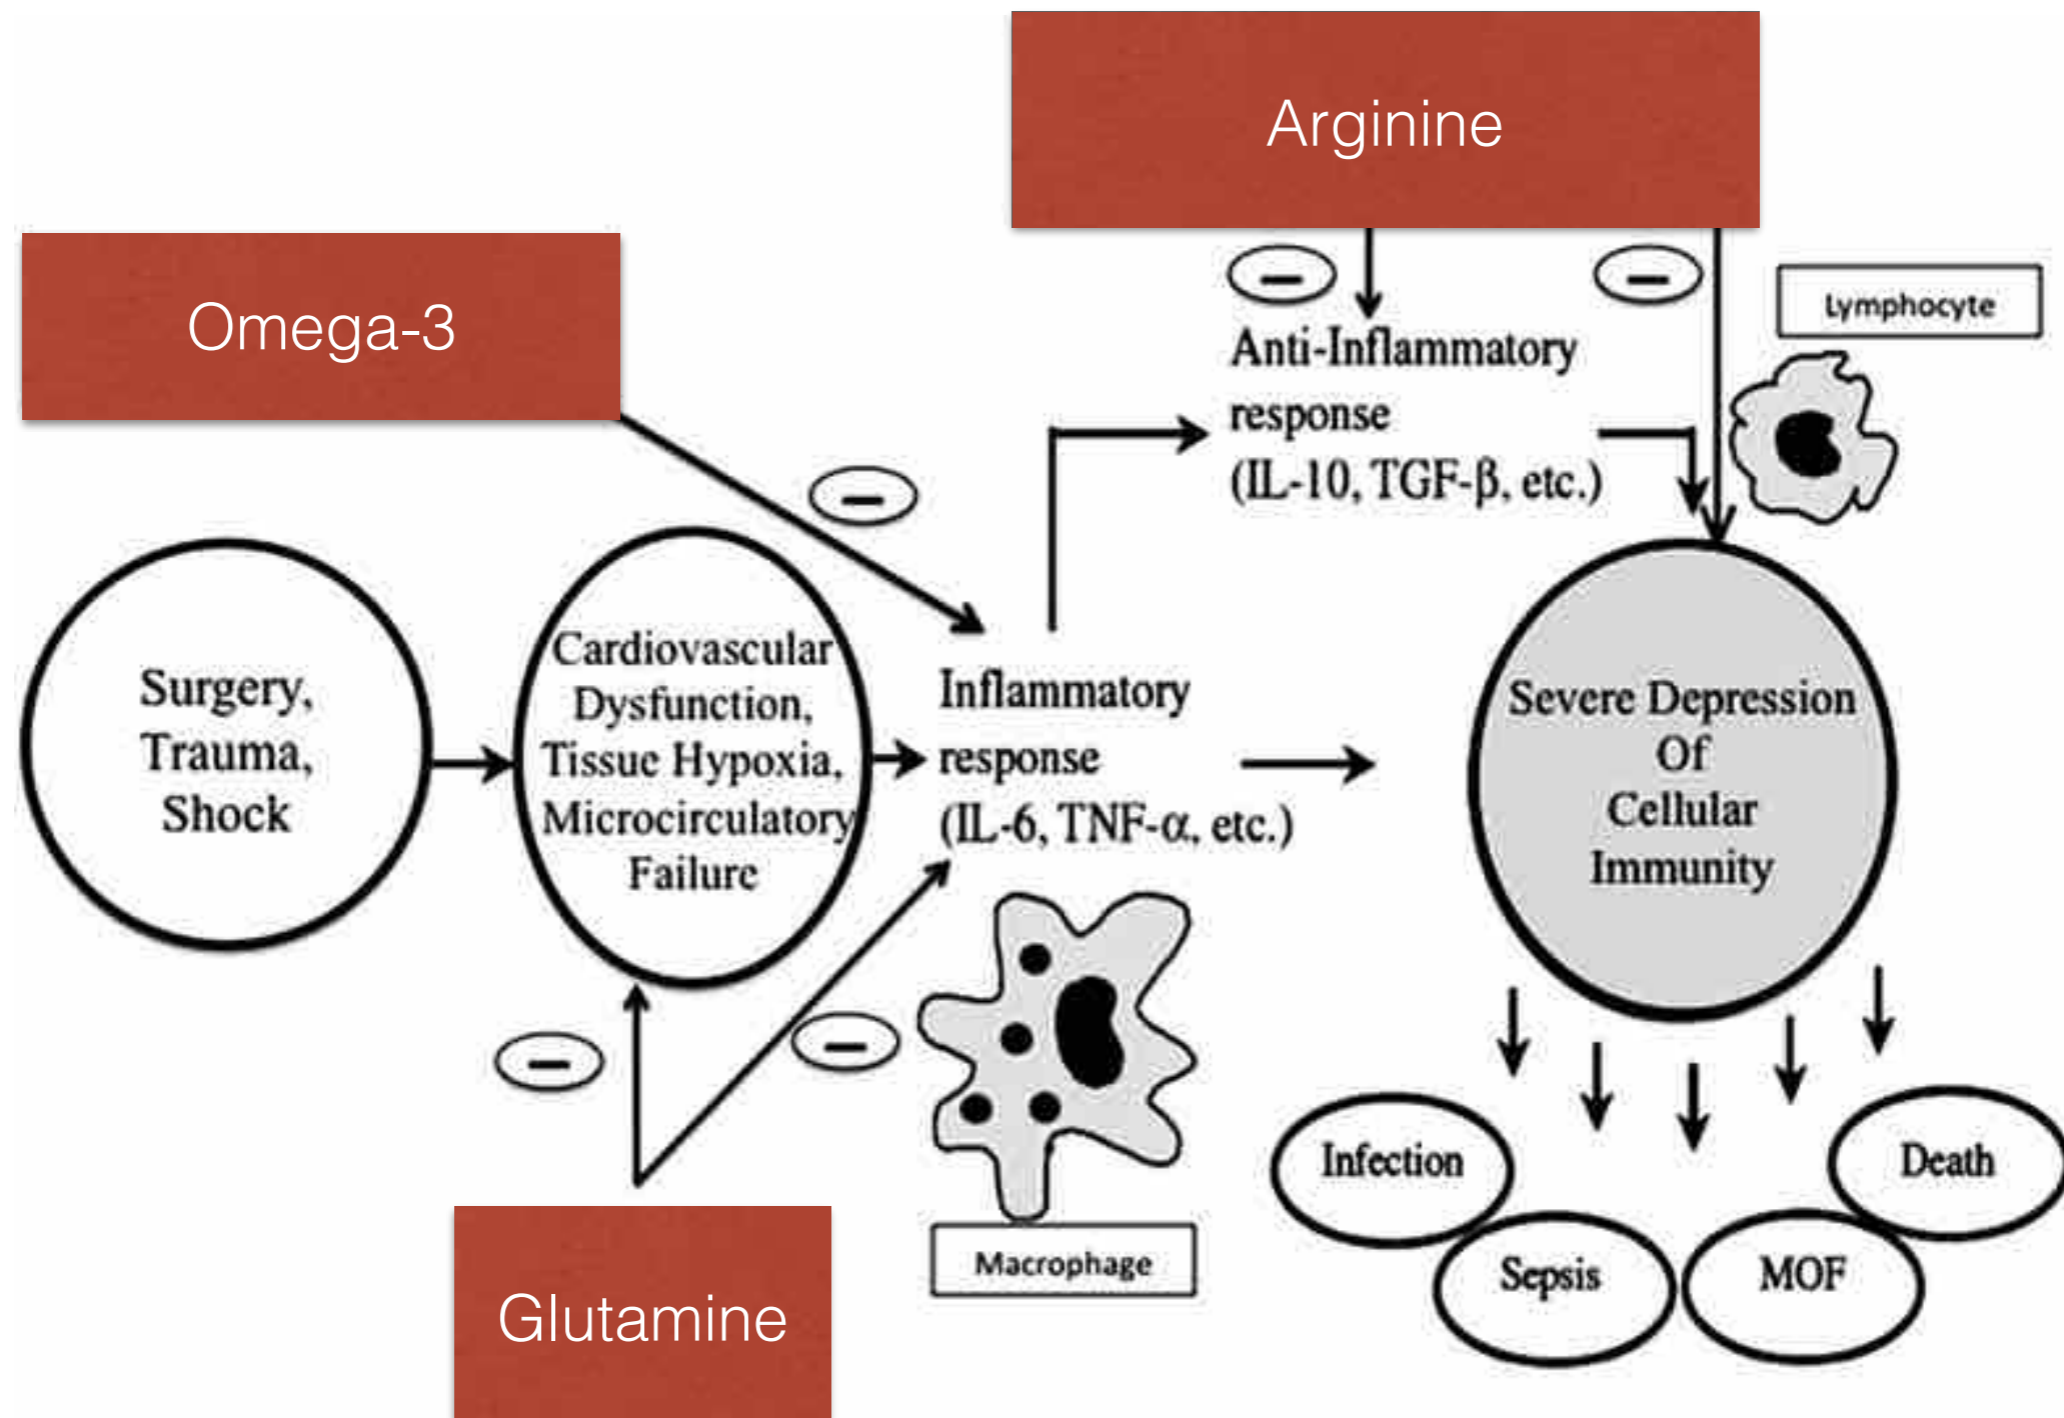 Arginine
Omega-3
−
−
Lymphocyte
Anti-Inflammatory
response
(IL-10, TGF-β, etc.)
−
Surgery,
Trauma,
Shock
Cardiovascular
Dysfunction,
Tissue Hypoxia,
Microcirculatory
Failure
Inflammatory
response
(IL-6, TNF-α, etc.)
Severe Depression
Of
Cellular
Immunity
−
−
Macrophage
Glutamine
Infection
Sepsis
MOF
Death